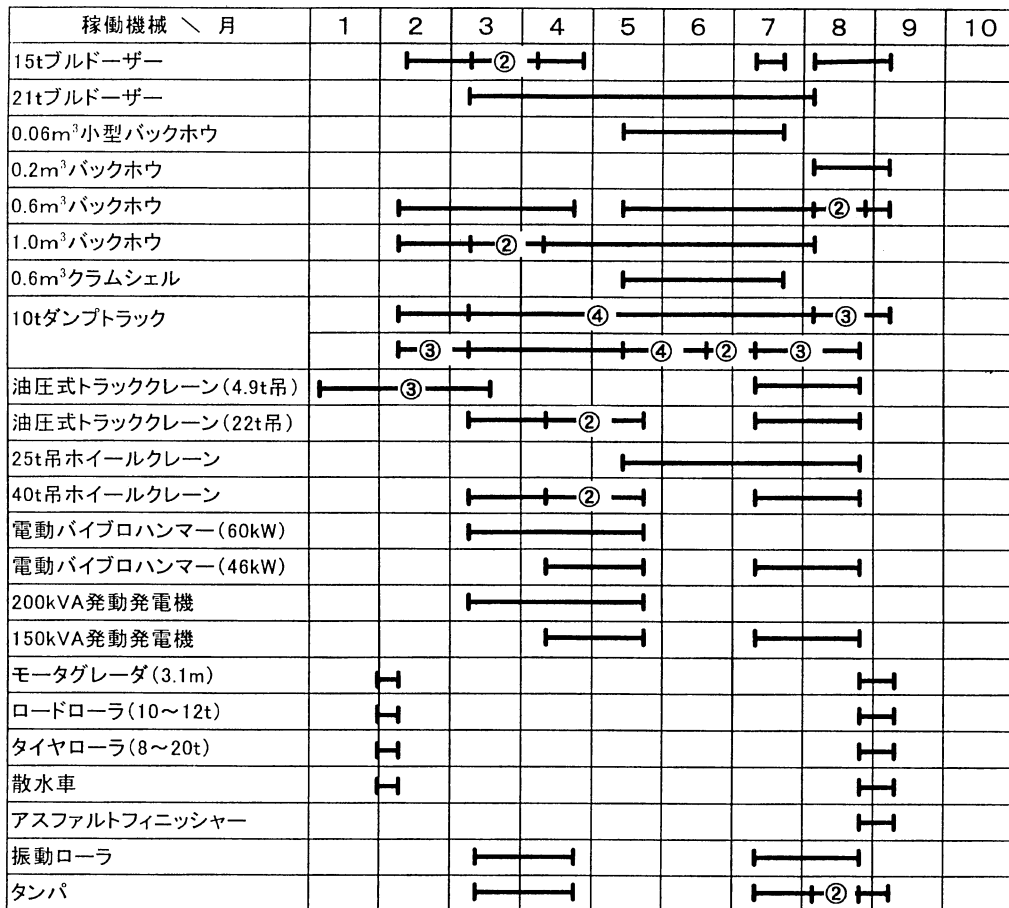 稼働機械 ＼ 月 1 2 3 4 5 6 7 8 9 10
15tブルドーザー ②
21tブルドーザー
0.06m³小型バックホウ
0.2m³バックホウ
0.6m³バックホウ ②
1.0m³バックホウ ②
0.6m³クラムシェル
10tダンプトラック ④ ③
③ ④ ② ③
油圧式トラッククレーン(4.9t吊) ③
油圧式トラッククレーン(22t吊) ②
25t吊ホイールクレーン
40t吊ホイールクレーン ②
電動バイブロハンマー(60kW)
電動バイブロハンマー(46kW)
200kVA発動発電機
150kVA発動発電機
モータグレーダ(3.1m)
ロードローラ(10～12t)
タイヤローラ(8～20t)
散水車
アスファルトフィニッシャー
振動ローラ
タンパ ②